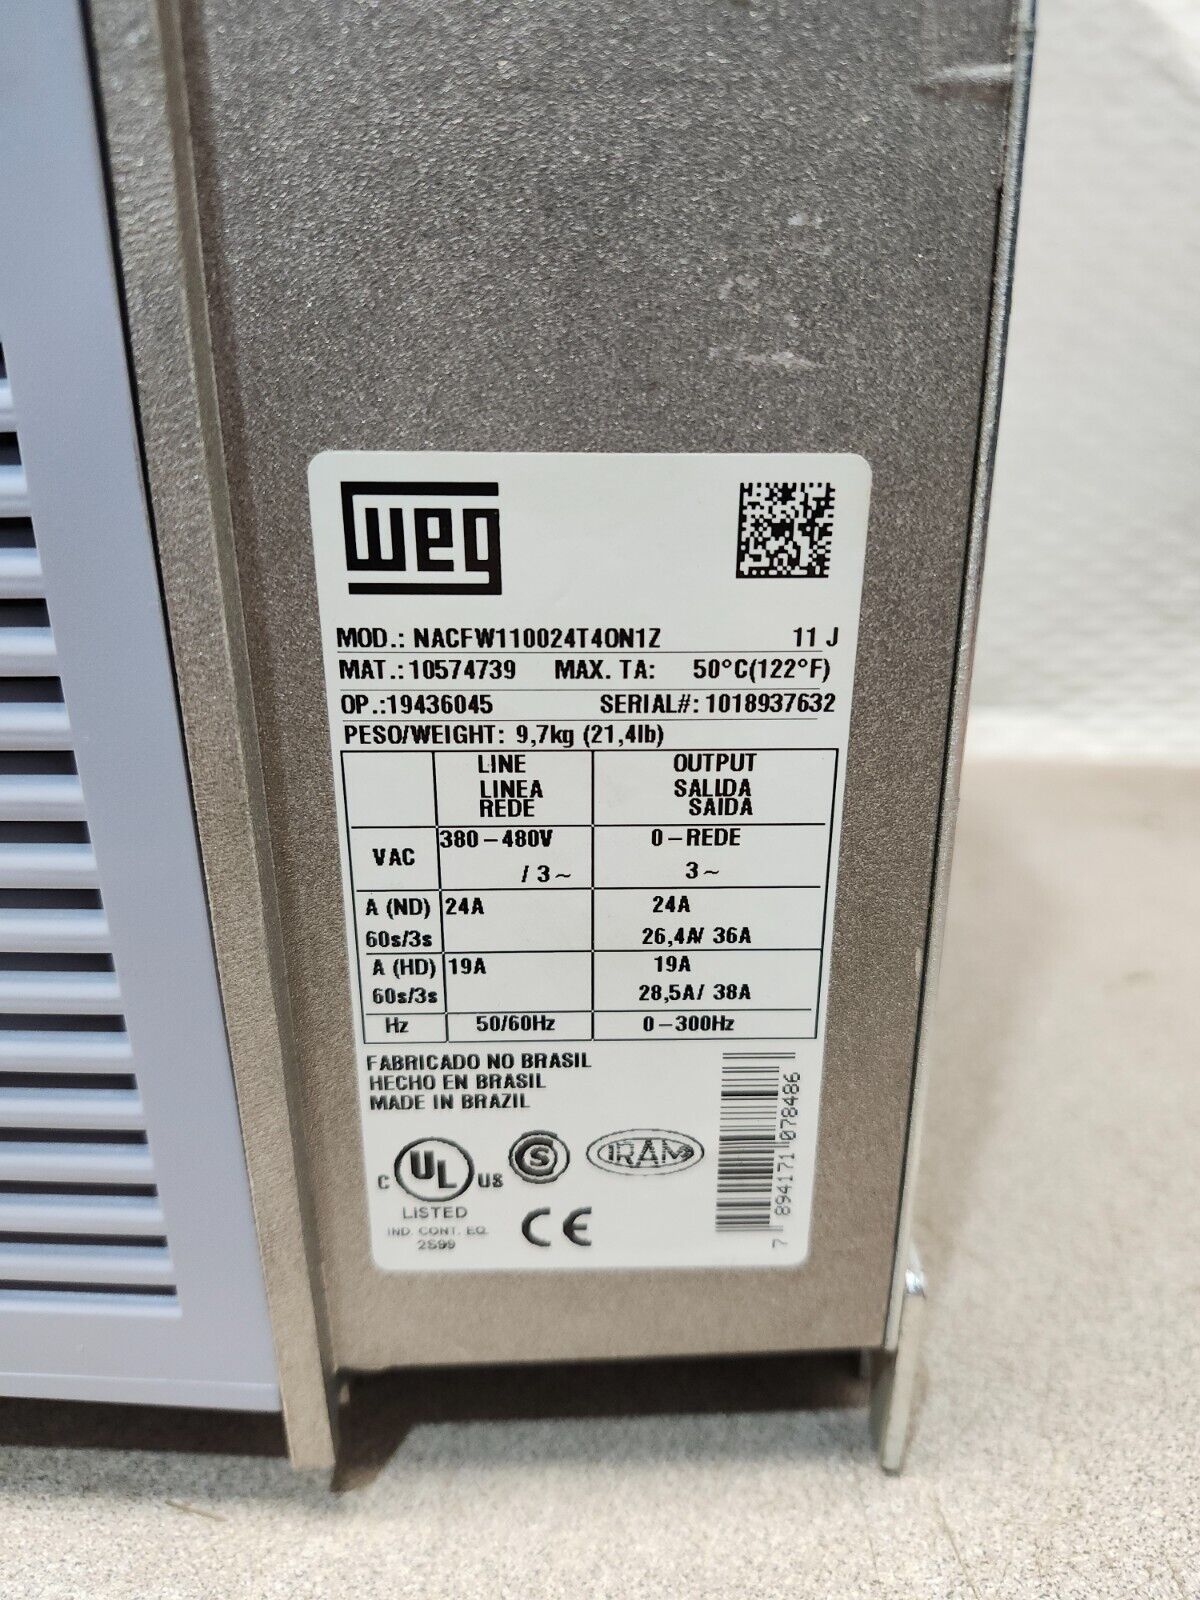 WEG
MOD.: NACFW110024T4ON1Z 11 J
MAT.:10574739 MAX. TA: 50°C(122°F)
OP.:19436045 SERIAL#: 1018937632
PESO/WEIGHT: 9,7kg (21,4lb)
LINE OUTPUT
LINEA SALIDA
REDE SAIDA
VAC 380-480V 0-REDE
/ 3~ 3~
A (ND) 24A 24A
60s/3s 26,4A/ 36A
A (HD) 19A 19A
60s/3s 28,5A/ 38A
Hz 50/60Hz 0-300Hz
FABRICADO NO BRASIL
HECHO EN BRASIL
MADE IN BRAZIL
C UL US
LISTED
IND. CONT. EQ.
2S99
S
IRAM
CE
7 894171 078486